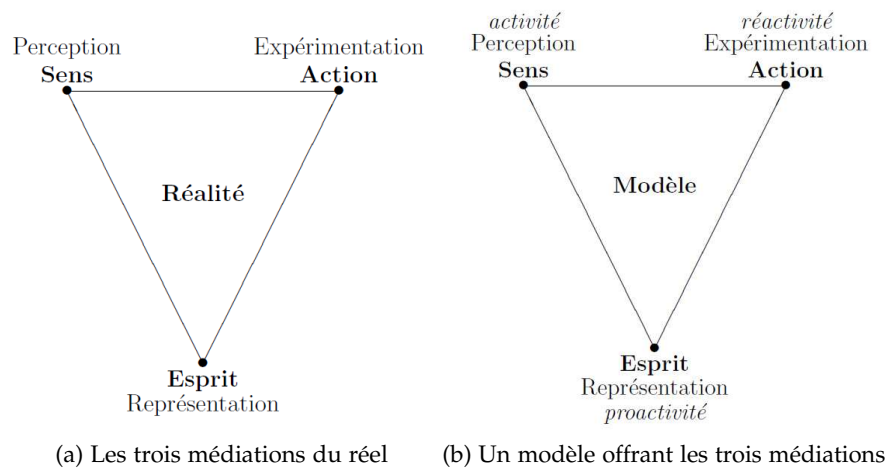 Perception
Sens
Expérimentation
Action
Réalité
Esprit
Représentation
(a) Les trois médiations du réel
activité
Perception
Sens
réactivité
Expérimentation
Action
Modèle
Esprit
Représentation
proactivité
(b) Un modèle offrant les trois médiations